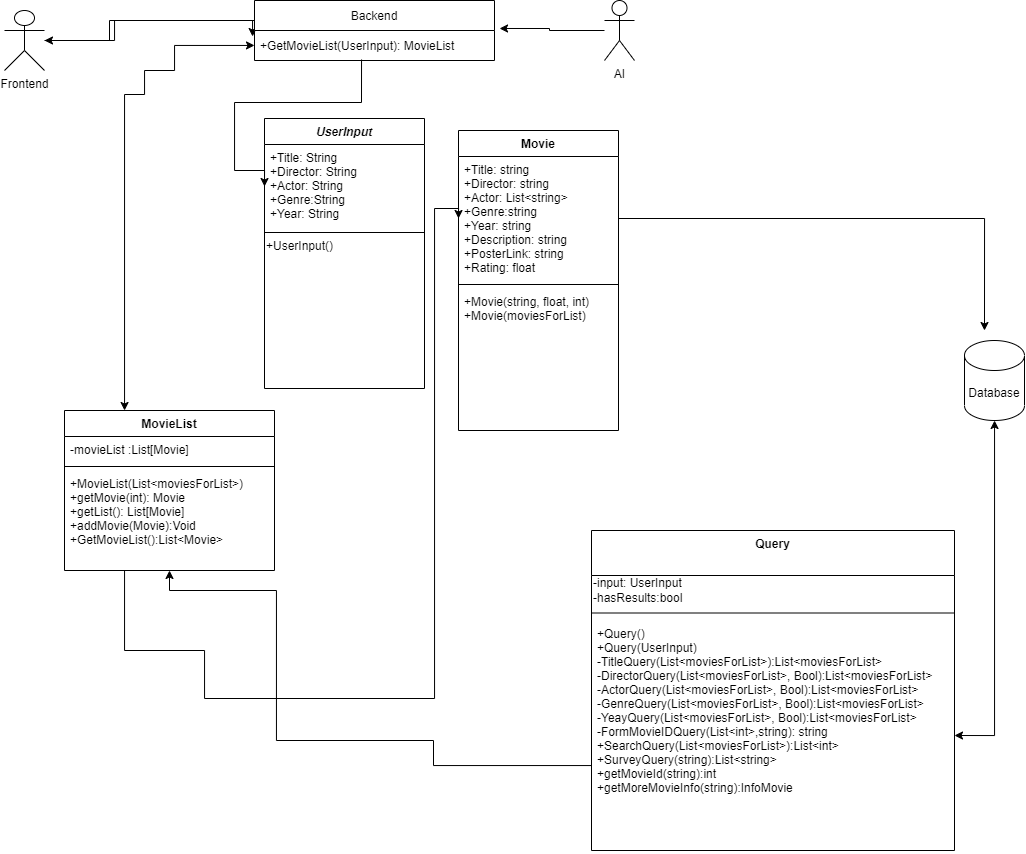 Backend
+GetMovieList(UserInput): MovieList
Frontend
AI
UserInput
+Title: String
+Director: String
+Actor: String
+Genre:String
+Year: String
+UserInput()
Movie
+Title: string
+Director: string
+Actor: List<string>
+Genre:string
+Year: string
+Description: string
+PosterLink: string
+Rating: float
+Movie(string, float, int)
+Movie(moviesForList)
Database
MovieList
-movieList :List[Movie]
+MovieList(List<moviesForList>)
+getMovie(int): Movie
+getList(): List[Movie]
+addMovie(Movie):Void
+GetMovieList():List<Movie>
Query
-input: UserInput
-hasResults:bool
+Query()
+Query(UserInput)
-TitleQuery(List<moviesForList>):List<moviesForList>
-DirectorQuery(List<moviesForList>, Bool):List<moviesForList>
-ActorQuery(List<moviesForList>, Bool):List<moviesForList>
-GenreQuery(List<moviesForList>, Bool):List<moviesForList>
-YeayQuery(List<moviesForList>, Bool):List<moviesForList>
-FormMovieIDQuery(List<int>,string): string
+SearchQuery(List<moviesForList>):List<int>
+SurveyQuery(string):List<string>
+getMovieId(string):int
+getMoreMovieInfo(string):InfoMovie